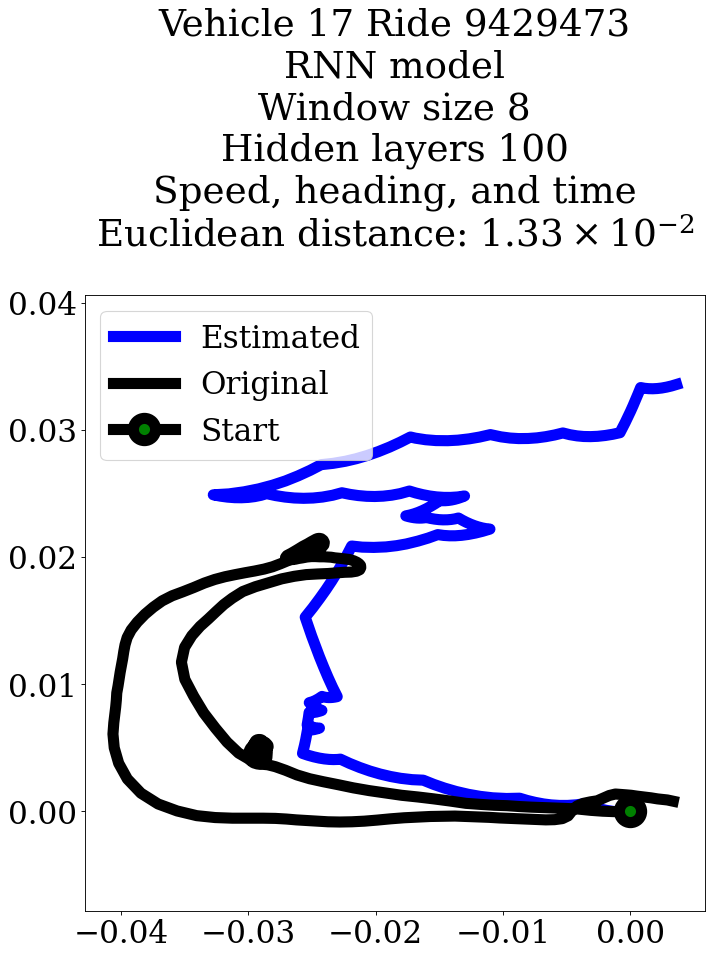 Vehicle 17 Ride 9429473
RNN model
Window size 8
Hidden layers 100
Speed, heading, and time
Euclidean distance: 1.33 × 10⁻²
0.04
Estimated
Original
Start
0.03
0.02
0.01
0.00
−0.04 −0.03 −0.02 −0.01 0.00